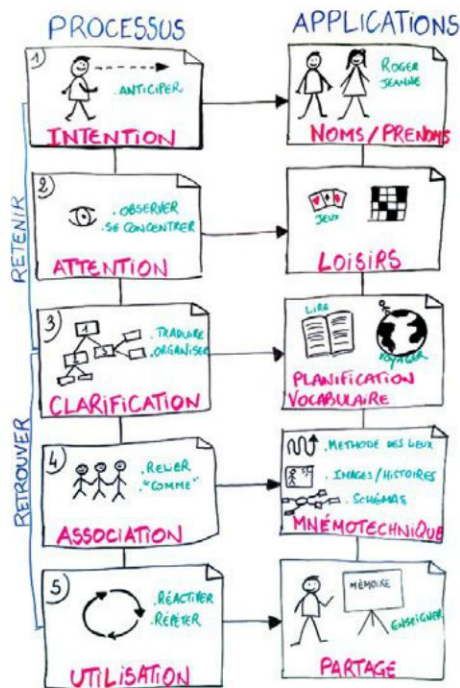 PROCESSUS
APPLICATIONS
1
.ANTICIPER
INTENTION
ROGER
JEANNE
NOMS/PRENOMS
RETENIR
2
.OBSERVER
.SE CONCENTRER
ATTENTION
JEUX
LOISIRS
3
1
.TRADUIRE
.ORGANISER
CLARIFICATION
LIRE
VOYAGER
PLANIFICATION
VOCABULAIRE
RETROUVER
4
.RELIER
."COMME"
ASSOCIATION
.METHODE DES LIEUX
.IMAGES/HISTOIRES
.SCHÉMAS
MNÉMOTECHNIQUE
5
.RÉACTIVER
.RÉPÉTER
UTILISATION
MÉMOIRE
ENSEIGNER
PARTAGE